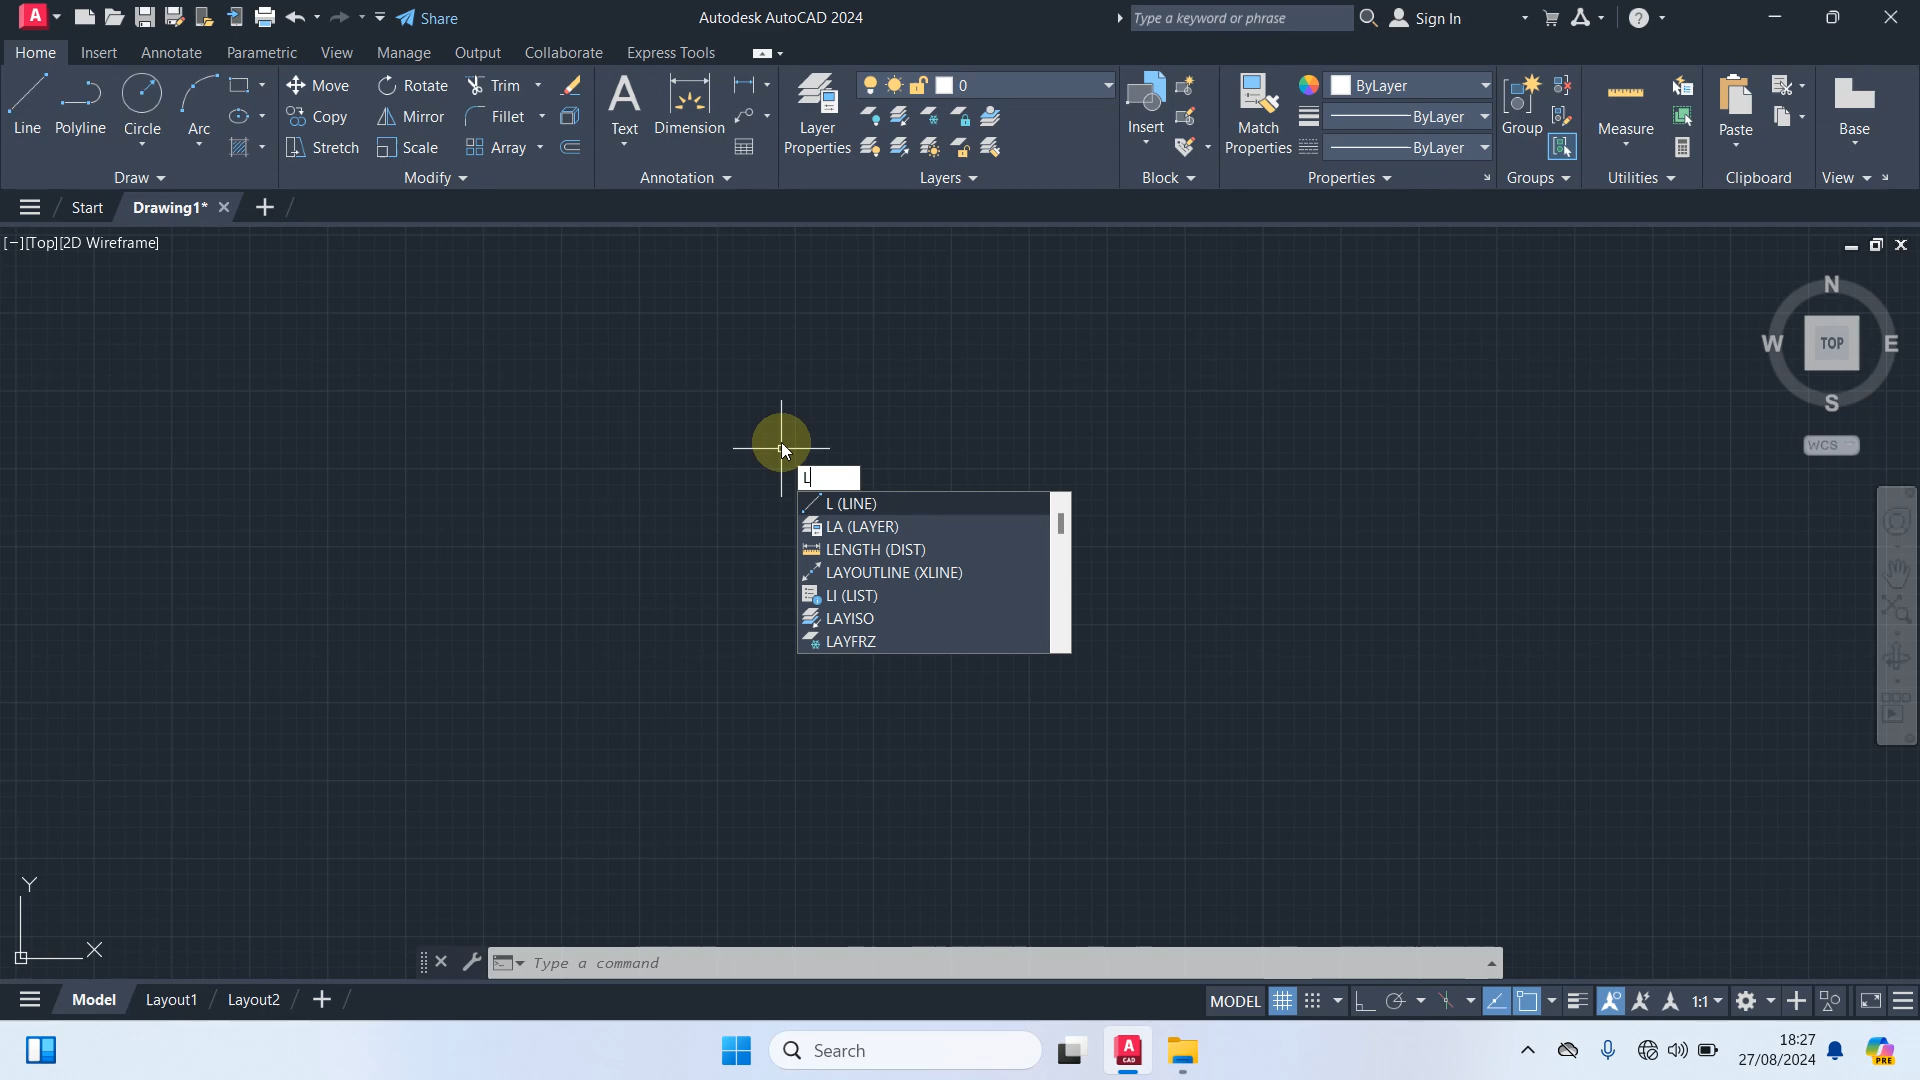 A CAD Share Autodesk AutoCAD 2024 Type a keyword or phrase Sign In
Home Insert Annotate Parametric View Manage Output Collaborate Express Tools
Move Rotate Trim 0 ByLayer
Line Polyline Circle Arc Copy Mirror Fillet Text Dimension Layer Properties Insert Match Properties ByLayer Group Measure Paste Base
Stretch Scale Array ByLayer
Draw Modify Annotation Layers Block Properties Groups Utilities Clipboard View
Start Drawing1*
[−][Top][2D Wireframe]
N
W TOP E
S
WCS
L
L (LINE)
LA (LAYER)
LENGTH (DIST)
LAYOUTLINE (XLINE)
LI (LIST)
LAYISO
LAYFRZ
Y
X
Type a command
Model Layout1 Layout2 MODEL 1:1
Search A CAD 18:27
27/08/2024 PRE